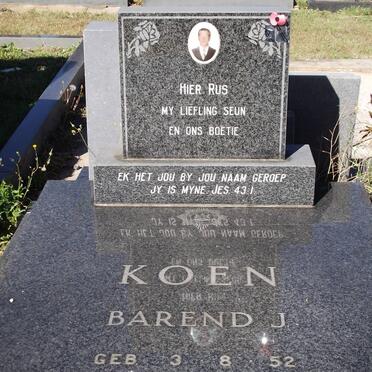 HIER RUS
MY LIEFLING SEUN
EN ONS BOETIE
EK HET JOU BY JOU NAAM GEROEP
JY IS MYNE JES 43:1
KOEN
BAREND J
GEB 3 8 52